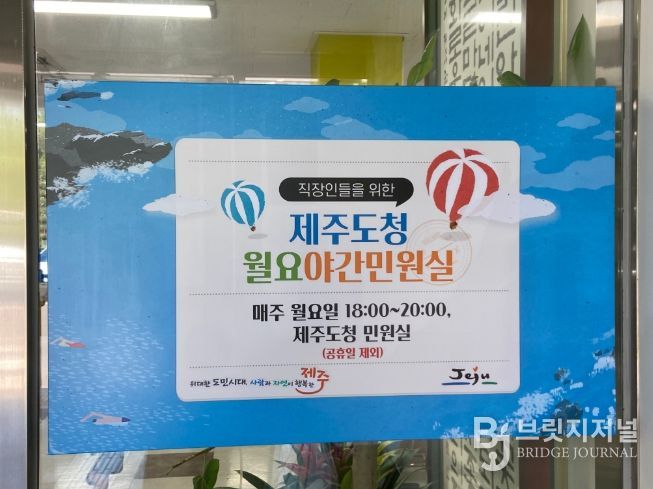 직장인들을 위한
제주도청
월요야간민원실
매주 월요일 18:00~20:00,
제주도청 민원실
(공휴일 제외)
위대한 도민시대, 사람과 자연이 행복한 제주
Jeju
브릿지저널
BRIDGE JOURNAL